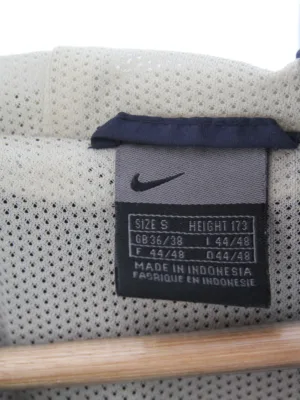 SIZE S HEIGHT 173
GB 36/38 I 44/48
F 44/48 D 44/48
MADE IN INDONESIA
FABRIQUE EN INDONESIE